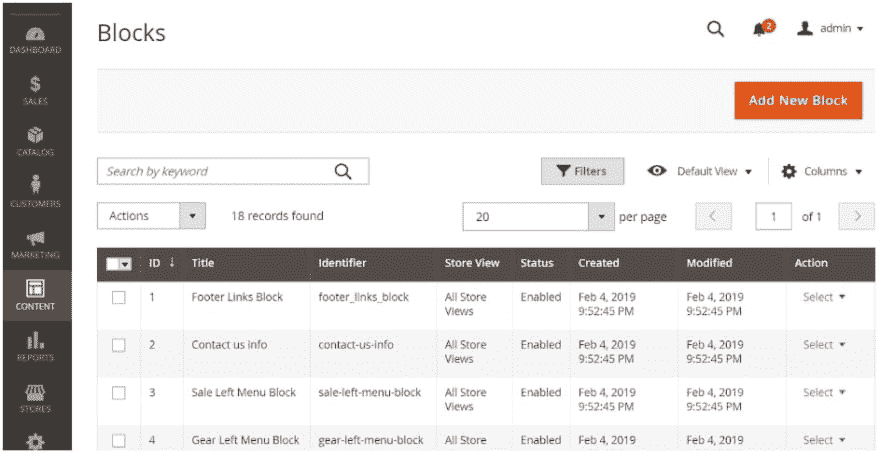 Blocks
2
admin
DASHBOARD
SALES
CATALOG
CUSTOMERS
MARKETING
CONTENT
REPORTS
STORES
Add New Block
Search by keyword
Filters
Default View
Columns
Actions
18 records found
20
per page
1
of 1
ID ↓ Title Identifier Store View Status Created Modified Action
1 Footer Links Block footer_links_block All Store Enabled Feb 4, 2019 Feb 4, 2019 Select
Views 9:52:45 PM 9:52:45 PM
2 Contact us info contact-us-info All Store Enabled Feb 4, 2019 Feb 4, 2019 Select
Views 9:52:45 PM 9:52:45 PM
3 Sale Left Menu Block sale-left-menu-block All Store Enabled Feb 4, 2019 Feb 4, 2019 Select
Views 9:52:45 PM 9:52:45 PM
4 Gear Left Menu Block gear-left-menu-block All Store Enabled Feb 4, 2019 Feb 4, 2019 Select